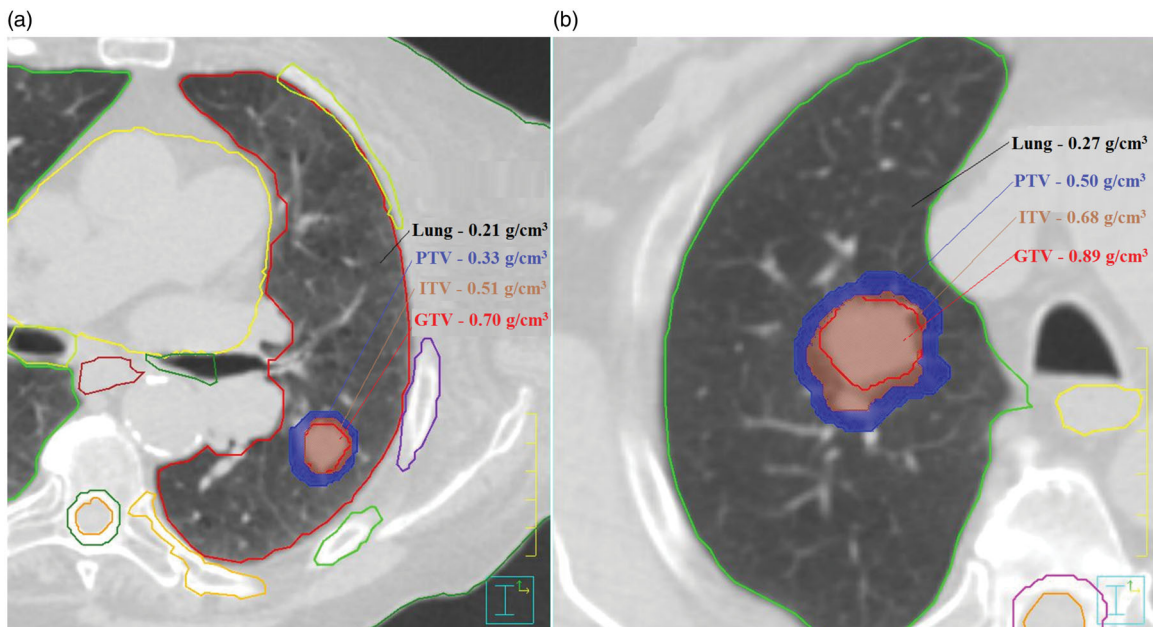 (a)
Lung - 0.21 g/cm³
PTV - 0.33 g/cm³
ITV - 0.51 g/cm³
GTV - 0.70 g/cm³
(b)
Lung - 0.27 g/cm³
PTV - 0.50 g/cm³
ITV - 0.68 g/cm³
GTV - 0.89 g/cm³